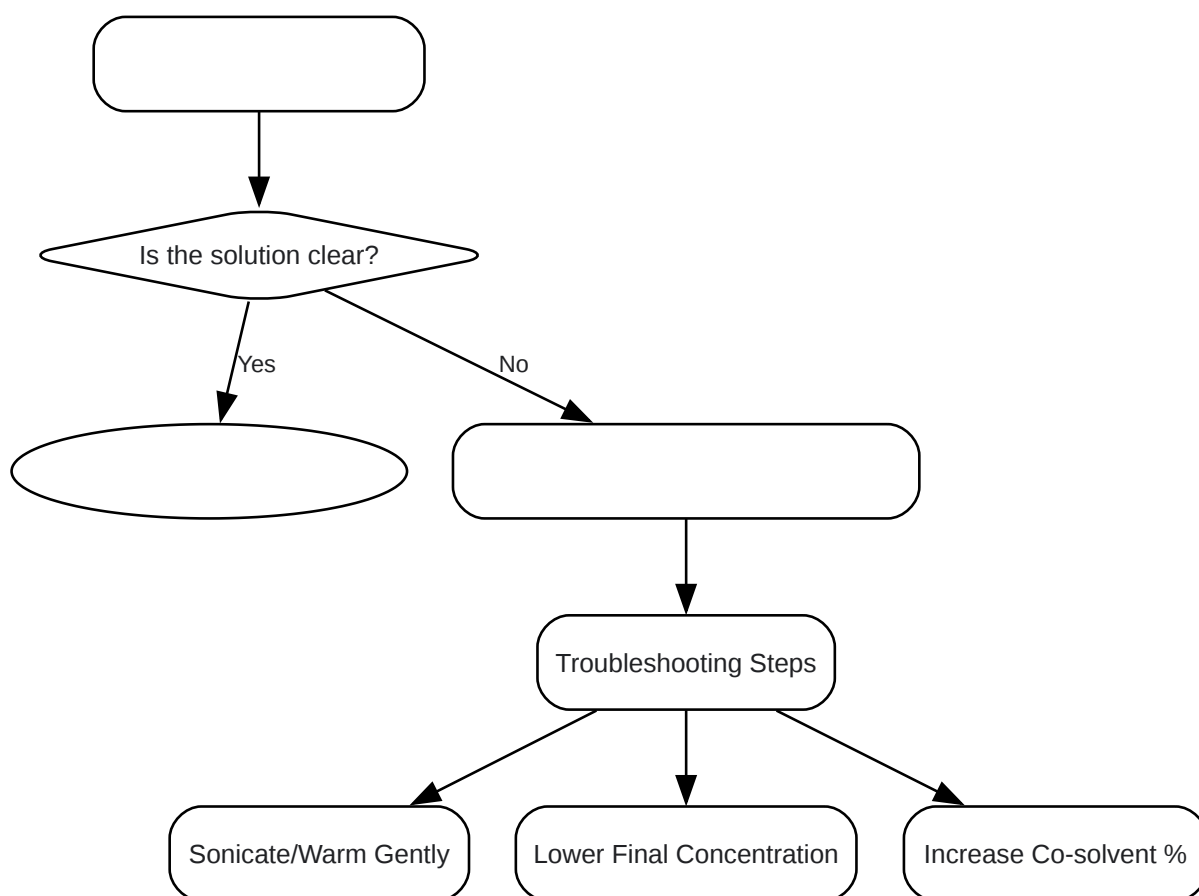 Is the solution clear?
Yes
No
Troubleshooting Steps
Sonicate/Warm Gently
Lower Final Concentration
Increase Co-solvent %